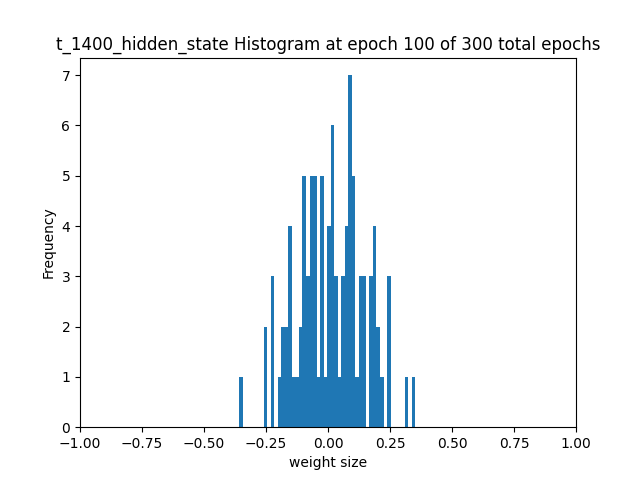 t_1400_hidden_state Histogram at epoch 100 of 300 total epochs
Frequency
7
6
5
4
3
2
1
0
−1.00 −0.75 −0.50 −0.25 0.00 0.25 0.50 0.75 1.00
weight size